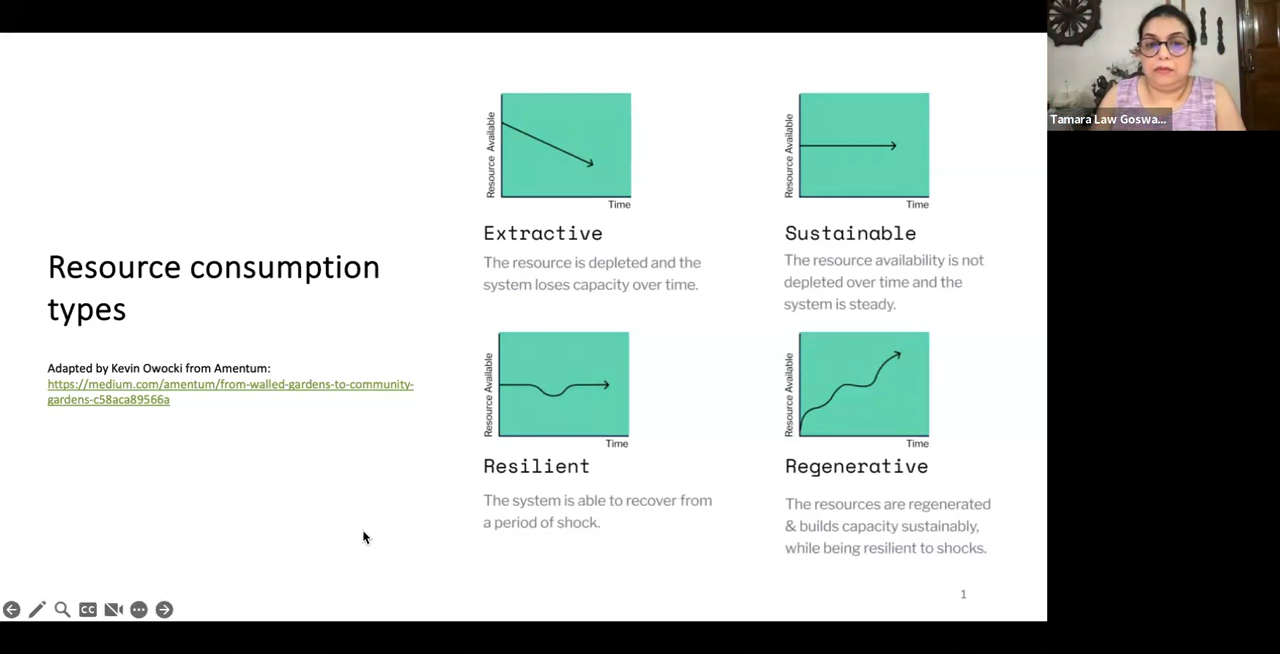 Resource consumption
types
Adapted by Kevin Owocki from Amentum:
https://medium.com/amentum/from-walled-gardens-to-community-
gardens-c58aca89566a
Resource Available
Time
Extractive
The resource is depleted and the
system loses capacity over time.
Resource Available
Time
Sustainable
The resource availability is not
depleted over time and the
system is steady.
Resource Available
Time
Resilient
The system is able to recover from
a period of shock.
Resource Available
Time
Regenerative
The resources are regenerated
& builds capacity sustainably,
while being resilient to shocks.
1
CC
Tamara Law Goswa...